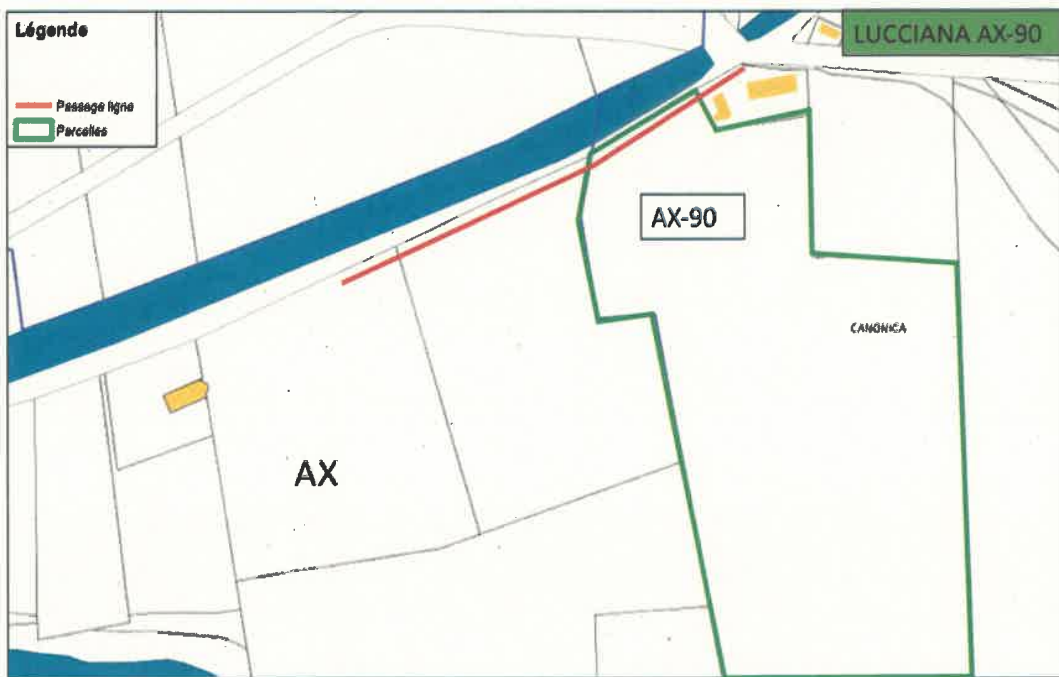 Légende
LUCCIANA AX-90
Passage ligne
Parcelles
AX-90
CANONICA
AX